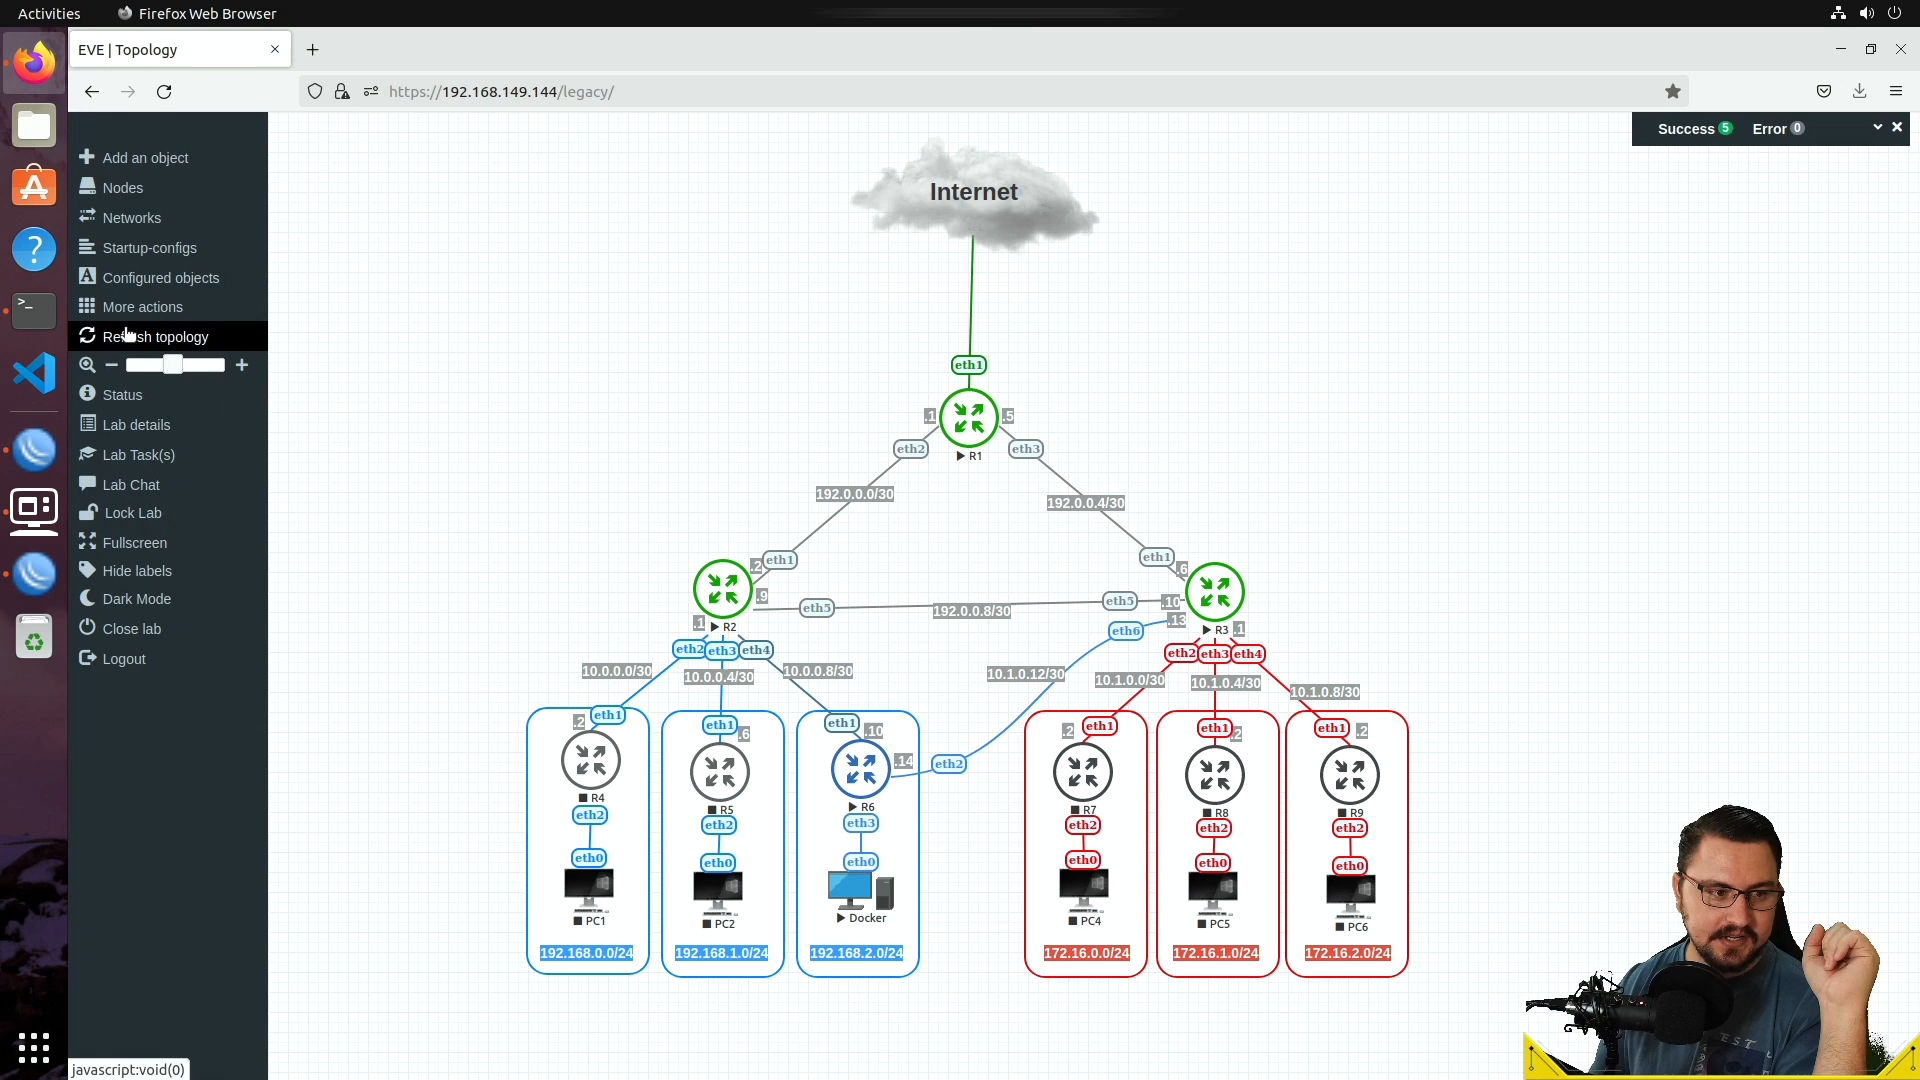 Activities
Firefox Web Browser
EVE | Topology
https://192.168.149.144/legacy/
Success 5 Error 0
Add an object
Nodes
Networks
Startup-configs
Configured objects
More actions
Refresh topology
Status
Lab details
Lab Task(s)
Lab Chat
Lock Lab
Fullscreen
Hide labels
Dark Mode
Close lab
Logout
javascript:void(0)
Internet
eth1
.1 .5
eth2 eth3
R1
192.0.0.0/30 192.0.0.4/30
eth1 eth1
.2 .6
.9 eth5 192.0.0.8/30 eth5 .10
.13
.1 R2 eth6 R3 .1
eth2 eth3 eth4 eth2 eth3 eth4
10.0.0.0/30 10.0.0.4/30 10.0.0.8/30 10.1.0.12/30 10.1.0.0/30 10.1.0.4/30 10.1.0.8/30
.2 eth1 eth1 .6 eth1 .10 .2 eth1 eth1 .2 eth1 .2
.14 eth2
R4 R5 R6 R7 R8 R9
eth2 eth2 eth3 eth2 eth2 eth2
eth0 eth0 eth0 eth0 eth0 eth0
PC1 PC2 Docker PC4 PC5 PC6
192.168.0.0/24 192.168.1.0/24 192.168.2.0/24 172.16.0.0/24 172.16.1.0/24 172.16.2.0/24